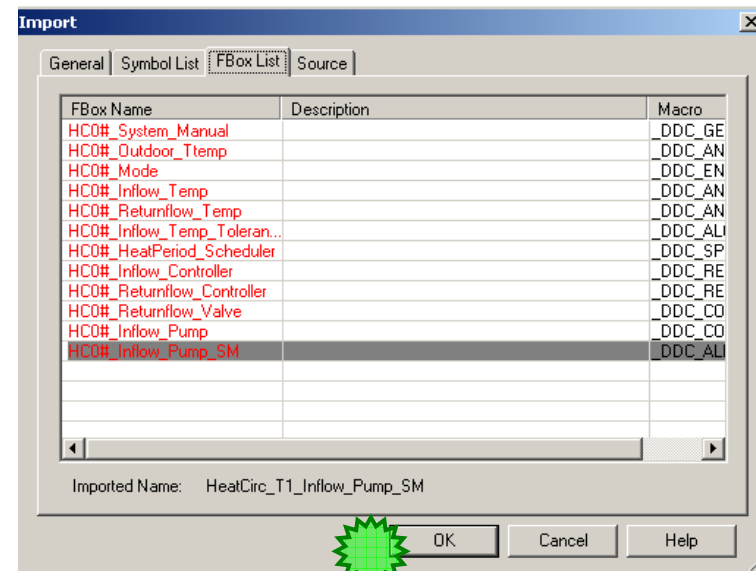 Import
General Symbol List FBox List Source
FBox Name Description Macro
HC0#_System_Manual _DDC_GE
HC0#_Outdoor_Ttemp _DDC_AN
HC0#_Mode _DDC_EN
HC0#_Inflow_Temp _DDC_AN
HC0#_Returnflow_Temp _DDC_AN
HC0#_Inflow_Temp_Toleran... _DDC_AL
HC0#_HeatPeriod_Scheduler _DDC_SP
HC0#_Inflow_Controller _DDC_RE
HC0#_Returnflow_Controller _DDC_RE
HC0#_Returnflow_Valve _DDC_CO
HC0#_Inflow_Pump _DDC_CO
HC0#_Inflow_Pump_SM _DDC_AL
Imported Name: HeatCirc_T1_Inflow_Pump_SM
OK Cancel Help